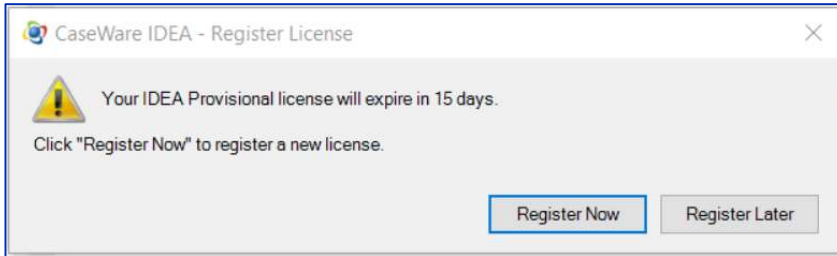 CaseWare IDEA - Register License
Your IDEA Provisional license will expire in 15 days.
Click "Register Now" to register a new license.
Register Now
Register Later